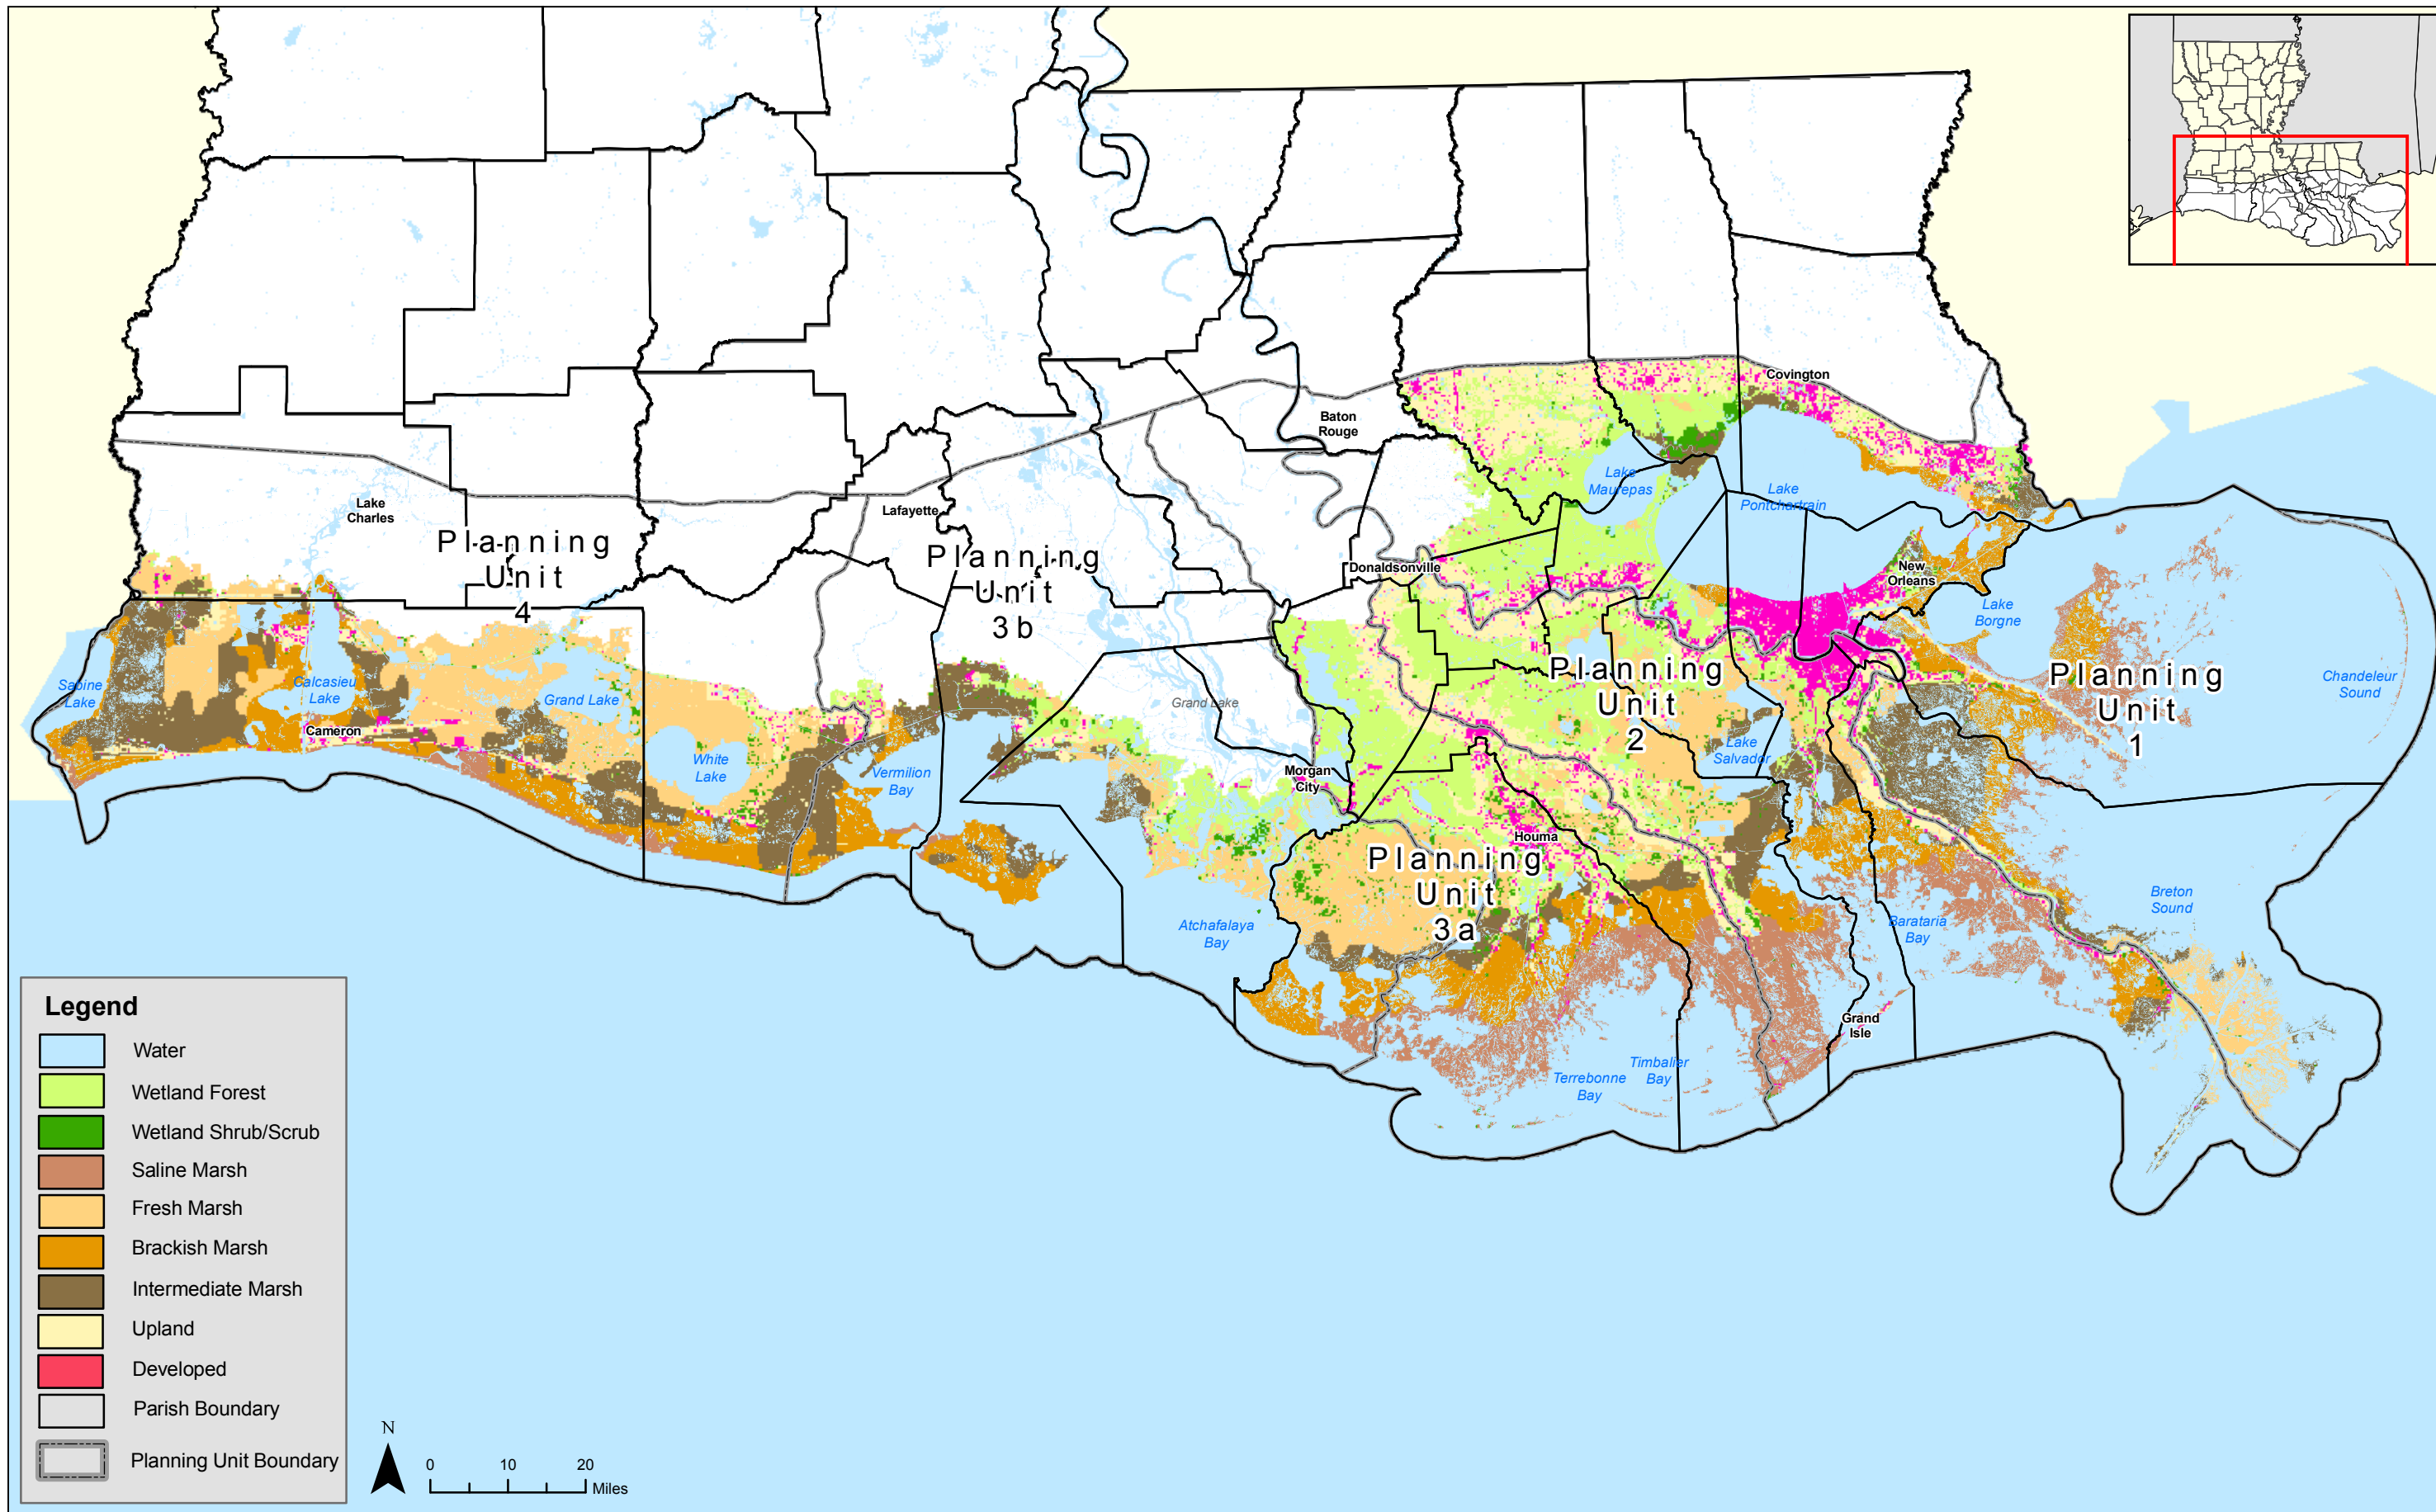 Covington
Baton
Rouge
Lake
Maurepas
Lake
Pontchartrain
Lake
Charles
Lafayette
Planning
Unit
4
Planning
Unit
3b
Donaldsonville
New
Orleans
Lake
Borgne
Sabine
Lake
Calcasieu
Lake
Grand Lake
Grand Lake
Planning
Unit
2
Planning
Unit
1
Chandeleur
Sound
Cameron
White
Lake
Vermilion
Bay
Morgan
City
Lake
Salvador
Houma
Planning
Unit
3a
Atchafalaya
Bay
Barataria
Bay
Breton
Sound
Grand
Isle
Terrebonne
Bay
Timbalier
Bay
Legend
Water
Wetland Forest
Wetland Shrub/Scrub
Saline Marsh
Fresh Marsh
Brackish Marsh
Intermediate Marsh
Upland
Developed
Parish Boundary
Planning Unit Boundary
N
0 10 20
Miles